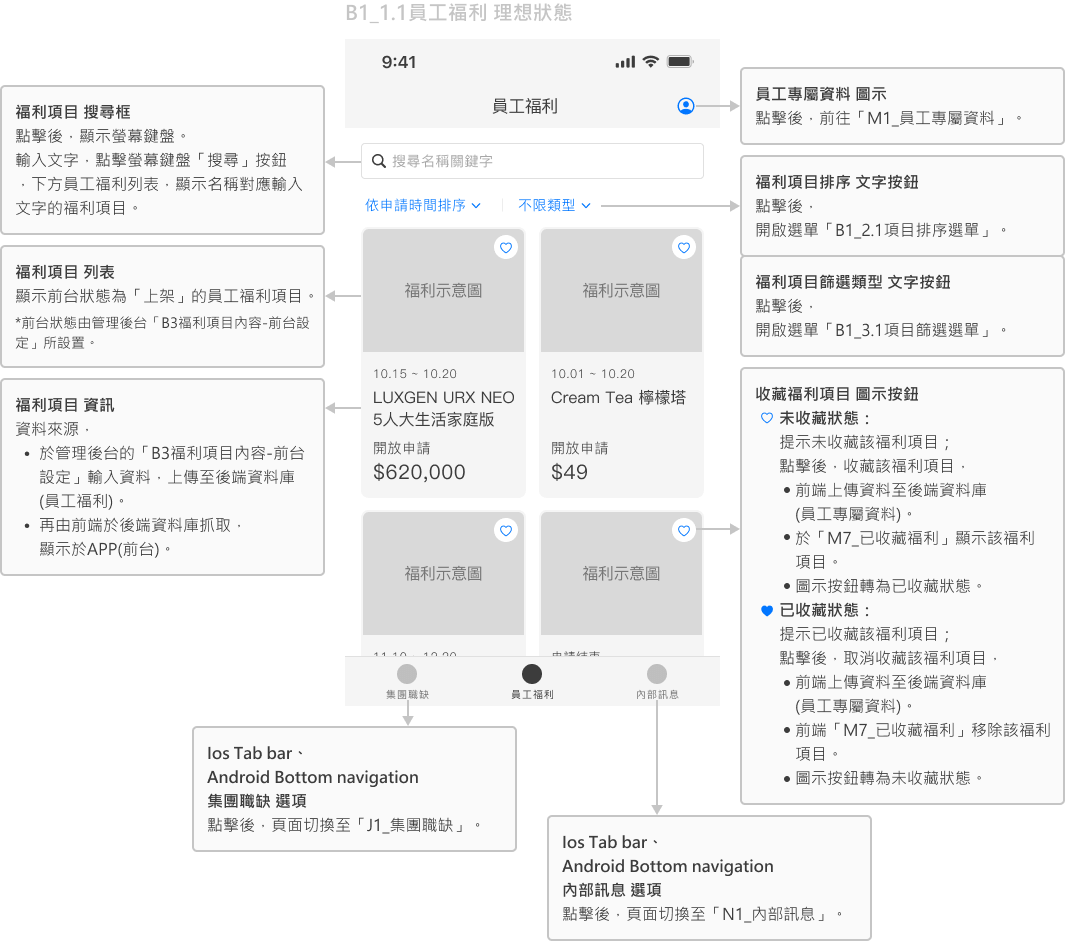 B1_1.1員工福利 理想狀態
9:41
員工福利
搜尋名稱關鍵字
依申請時間排序
不限類型
福利示意圖
福利示意圖
10.15 ~ 10.20
LUXGEN URX NEO
5人大生活家庭版
開放申請
$620,000
10.01 ~ 10.20
Cream Tea 檸檬塔
開放申請
$49
福利示意圖
福利示意圖
集團職缺
員工福利
內部訊息
福利項目 搜尋框
點擊後，顯示螢幕鍵盤。
輸入文字，點擊螢幕鍵盤「搜尋」按鈕
，下方員工福利列表，顯示名稱對應輸入
文字的福利項目。
福利項目 列表
顯示前台狀態為「上架」的員工福利項目。
*前台狀態由管理後台「B3福利項目內容-前台設
定」所設置。
福利項目 資訊
資料來源，
• 於管理後台的「B3福利項目內容-前台
設定」輸入資料，上傳至後端資料庫
(員工福利)。
• 再由前端於後端資料庫抓取，
顯示於APP(前台)。
員工專屬資料 圖示
點擊後，前往「M1_員工專屬資料」。
福利項目排序 文字按鈕
點擊後，
開啟選單「B1_2.1項目排序選單」。
福利項目篩選類型 文字按鈕
點擊後，
開啟選單「B1_3.1項目篩選選單」。
收藏福利項目 圖示按鈕
未收藏狀態：
提示未收藏該福利項目；
點擊後，收藏該福利項目，
•前端上傳資料至後端資料庫
(員工專屬資料)。
•於「M7_已收藏福利」顯示該福利
項目。
•圖示按鈕轉為已收藏狀態。
已收藏狀態：
提示已收藏該福利項目；
點擊後，取消收藏該福利項目，
•前端上傳資料至後端資料庫
(員工專屬資料)。
•前端「M7_已收藏福利」移除該福利
項目。
•圖示按鈕轉為未收藏狀態。
Ios Tab bar、
Android Bottom navigation
集團職缺 選項
點擊後，頁面切換至「J1_集團職缺」。
Ios Tab bar、
Android Bottom navigation
內部訊息 選項
點擊後，頁面切換至「N1_內部訊息」。